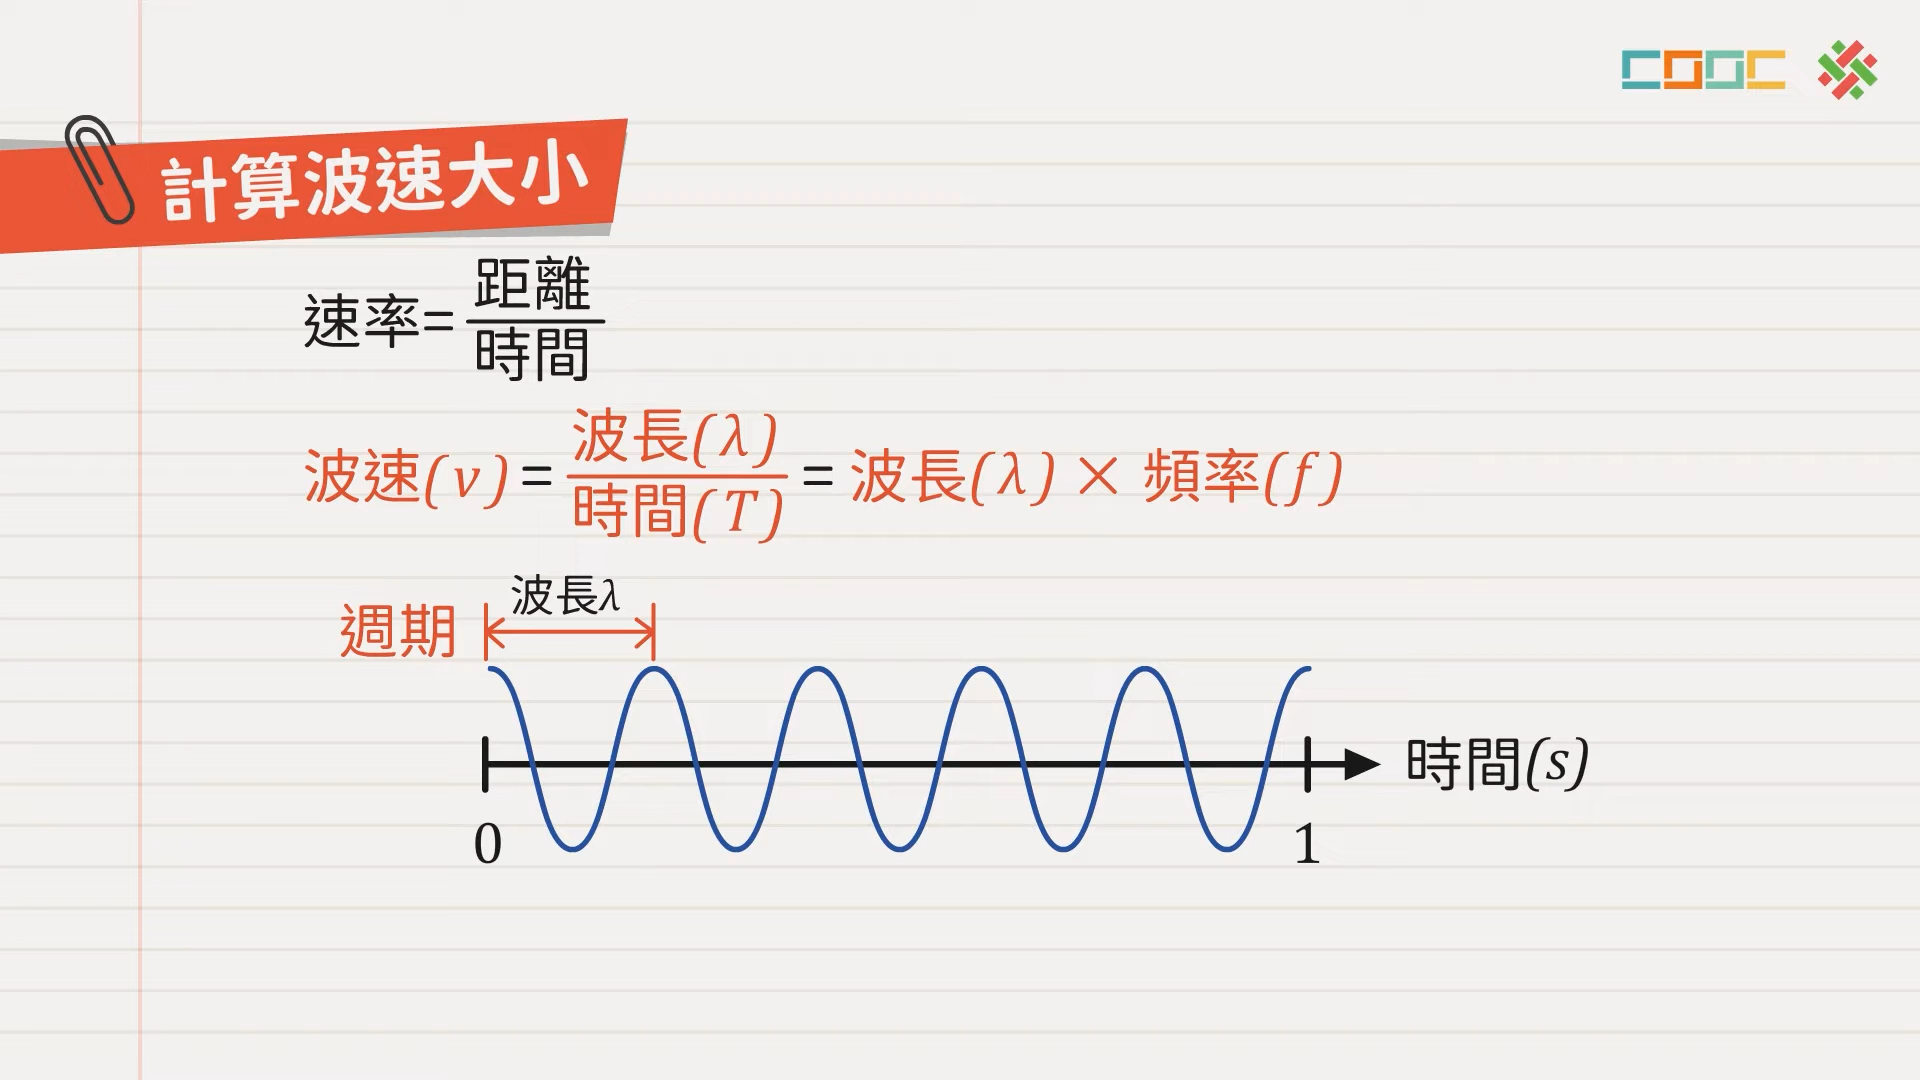 COOC
計算波速大小
速率=距離/時間
波速(v)=波長(λ)/時間(T)=波長(λ)×頻率(f)
週期 波長λ
時間(s)
0 1